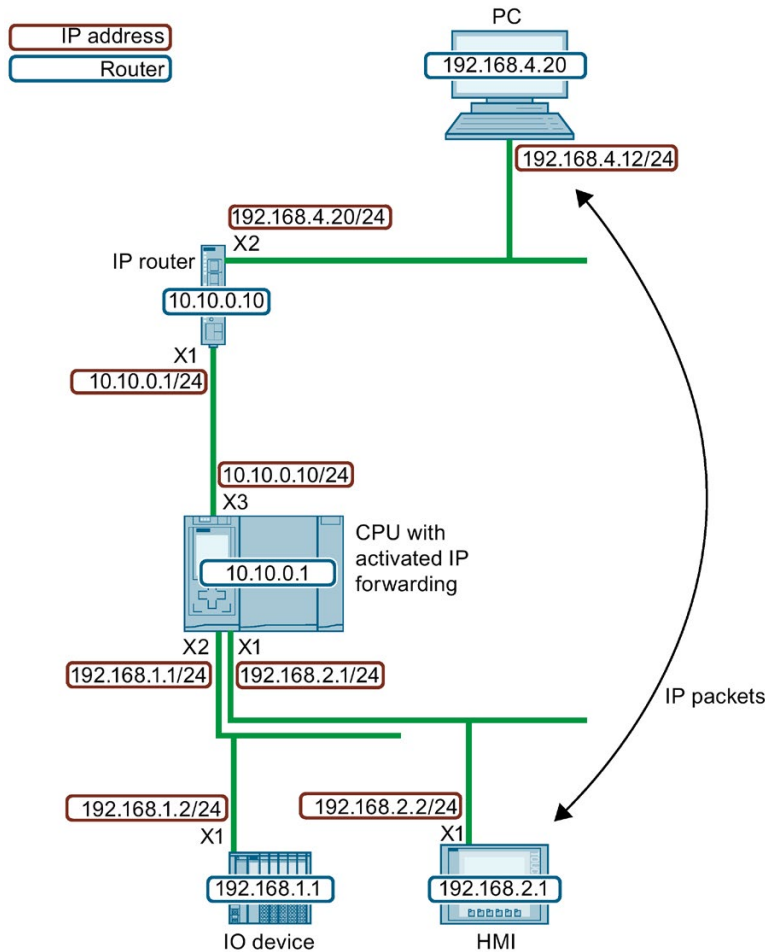 IP address
Router
PC
192.168.4.20
192.168.4.12/24
192.168.4.20/24
X2
IP router
10.10.0.10
X1
10.10.0.1/24
10.10.0.10/24
X3
CPU with
activated IP
forwarding
10.10.0.1
X2
X1
192.168.1.1/24
192.168.2.1/24
IP packets
192.168.1.2/24
192.168.2.2/24
X1
X1
192.168.1.1
192.168.2.1
IO device
HMI